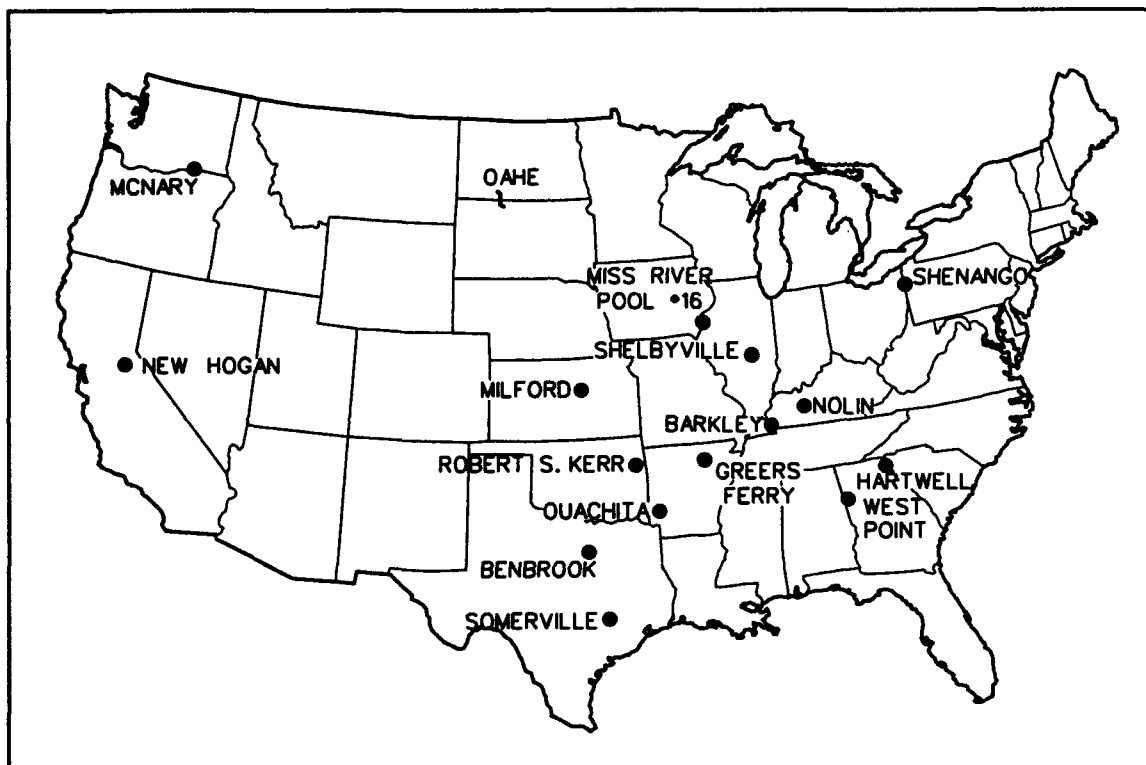 OAHE
MCNARY
MISS RIVER
POOL •16
SHENANGO
SHELBYVILLE
NEW HOGAN
MILFORD
NOLIN
BARKLEY
ROBERT S. KERR
GREERS
FERRY
HARTWELL
WEST
POINT
OUACHITA
BENBROOK
SOMERVILLE